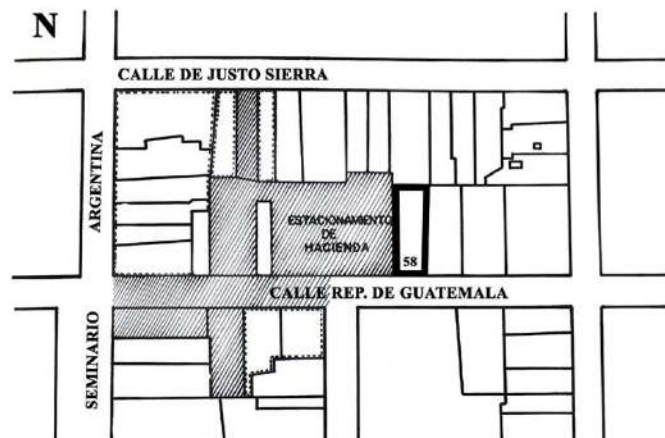 N
CALLE DE JUSTO SIERRA
ARGENTINA
ESTACIONAMIENTO
DE
HACIENDA
58
CALLE REP. DE GUATEMALA
SEMINARIO